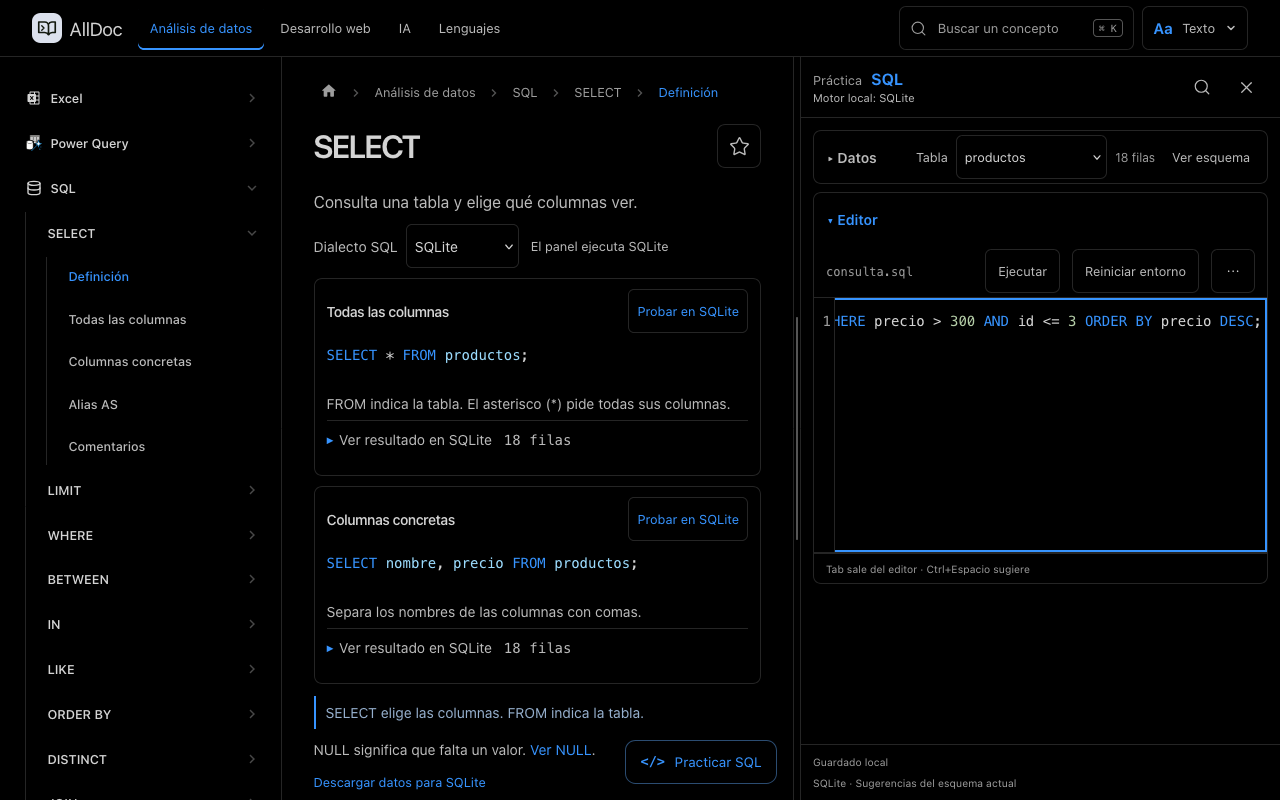 AllDoc
Análisis de datos
Desarrollo web
IA
Lenguajes
Buscar un concepto
⌘ K
Aa Texto
Excel
Power Query
SQL
SELECT
Definición
Todas las columnas
Columnas concretas
Alias AS
Comentarios
LIMIT
WHERE
BETWEEN
IN
LIKE
ORDER BY
DISTINCT
Análisis de datos > SQL > SELECT > Definición
SELECT
Consulta una tabla y elige qué columnas ver.
Dialecto SQL SQLite El panel ejecuta SQLite
Todas las columnas
Probar en SQLite
SELECT * FROM productos;
FROM indica la tabla. El asterisco (*) pide todas sus columnas.
▸ Ver resultado en SQLite 18 filas
Columnas concretas
Probar en SQLite
SELECT nombre, precio FROM productos;
Separa los nombres de las columnas con comas.
▸ Ver resultado en SQLite 18 filas
SELECT elige las columnas. FROM indica la tabla.
NULL significa que falta un valor. Ver NULL.
Descargar datos para SQLite
</> Practicar SQL
Práctica SQL
Motor local: SQLite
▸ Datos Tabla productos 18 filas Ver esquema
▾ Editor
consulta.sql Ejecutar Reiniciar entorno ···
1 HERE precio > 300 AND id <= 3 ORDER BY precio DESC;
Tab sale del editor · Ctrl+Espacio sugiere
Guardado local
SQLite · Sugerencias del esquema actual